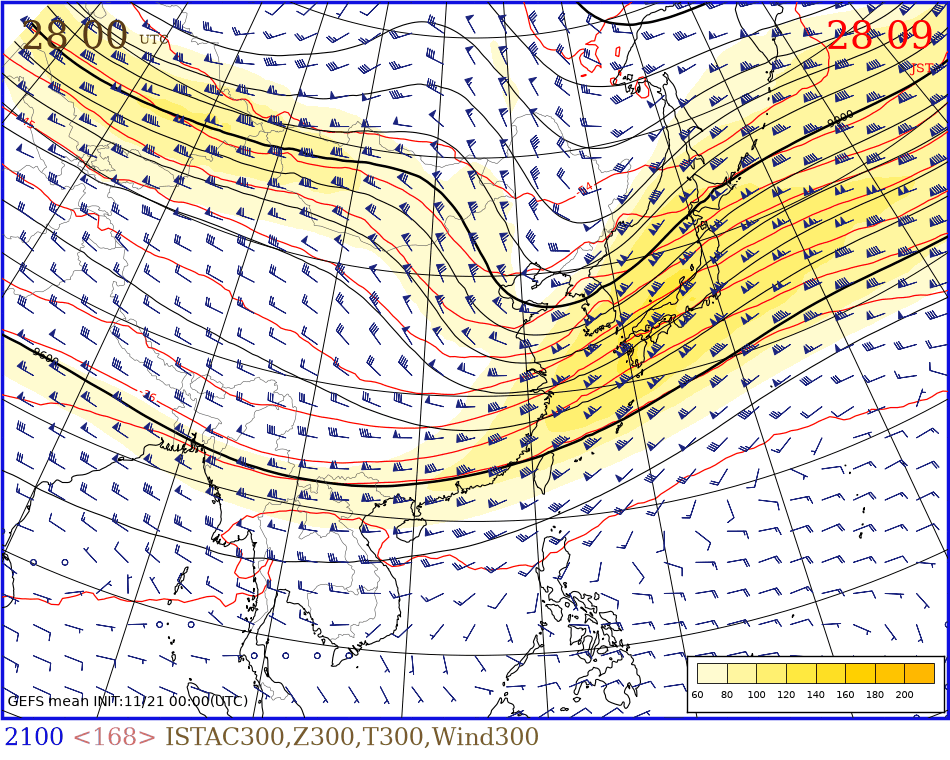 28 00 UTC
28 09
JST
9000
9600
GEFS mean INIT:11/21 00:00(UTC)
60 80 100 120 140 160 180 200
2100 <168> ISTAC300,Z300,T300,Wind300